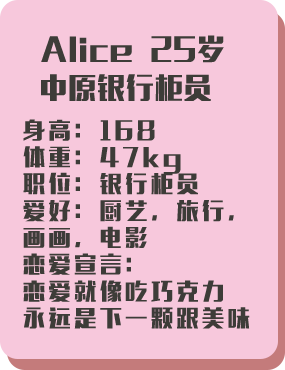 Alice 25岁
中原银行柜员
身高：168
体重：47kg
职位：银行柜员
爱好：厨艺，旅行，
画画，电影
恋爱宣言：
恋爱就像吃巧克力
永远是下一颗跟美味